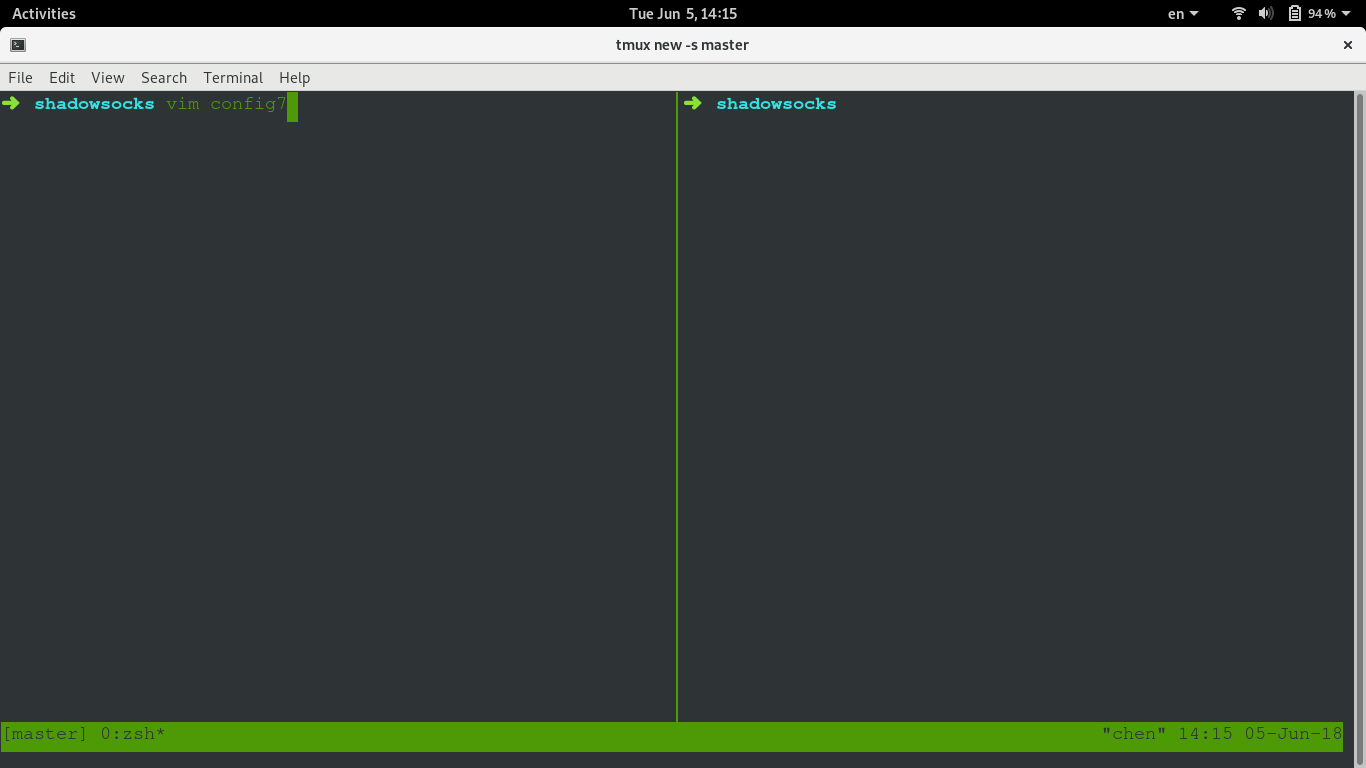 Activities Tue Jun 5, 14:15 en 94%
tmux new -s master
File Edit View Search Terminal Help
➜ shadowsocks vim config7
➜ shadowsocks
[master] 0:zsh* "chen" 14:15 05-Jun-18